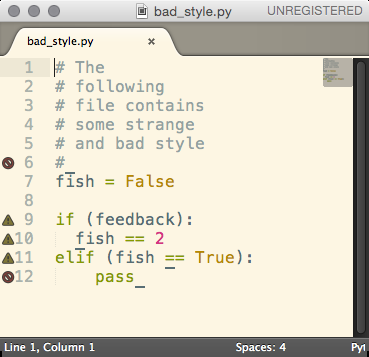 bad_style.py UNREGISTERED
bad_style.py ×
1 # The
2 # following
3 # file contains
4 # some strange
5 # and bad style
6 #
7 fish = False
9 if (feedback):
10 fish == 2
11 elif (fish == True):
12 pass
Line 1, Column 1 Spaces: 4 Pyt